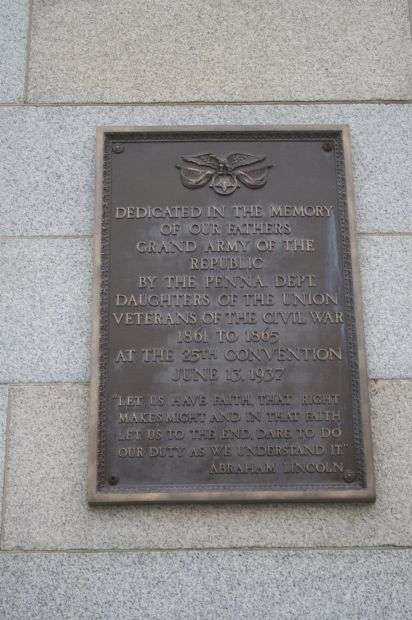 DEDICATED IN THE MEMORY
OF OUR FATHERS
GRAND ARMY OF THE
REPUBLIC
BY THE PENNA. DEPT.
DAUGHTERS OF THE UNION
VETERANS OF THE CIVIL WAR
1861 TO 1865
AT THE 25TH CONVENTION
JUNE 13, 1937
"LET US HAVE FAITH THAT RIGHT
MAKES MIGHT AND IN THAT FAITH
LET US TO THE END, DARE TO DO
OUR DUTY AS WE UNDERSTAND IT."
ABRAHAM LINCOLN.